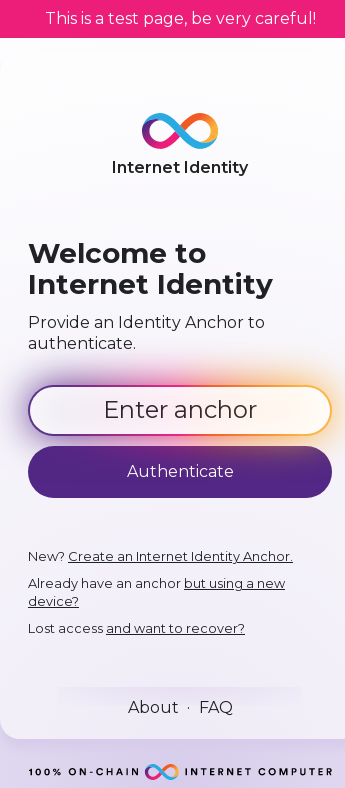 This is a test page, be very careful!
Internet Identity
Welcome to
Internet Identity
Provide an Identity Anchor to
authenticate.
Enter anchor
Authenticate
New? Create an Internet Identity Anchor.
Already have an anchor but using a new
device?
Lost access and want to recover?
About · FAQ
100% ON-CHAIN INTERNET COMPUTER